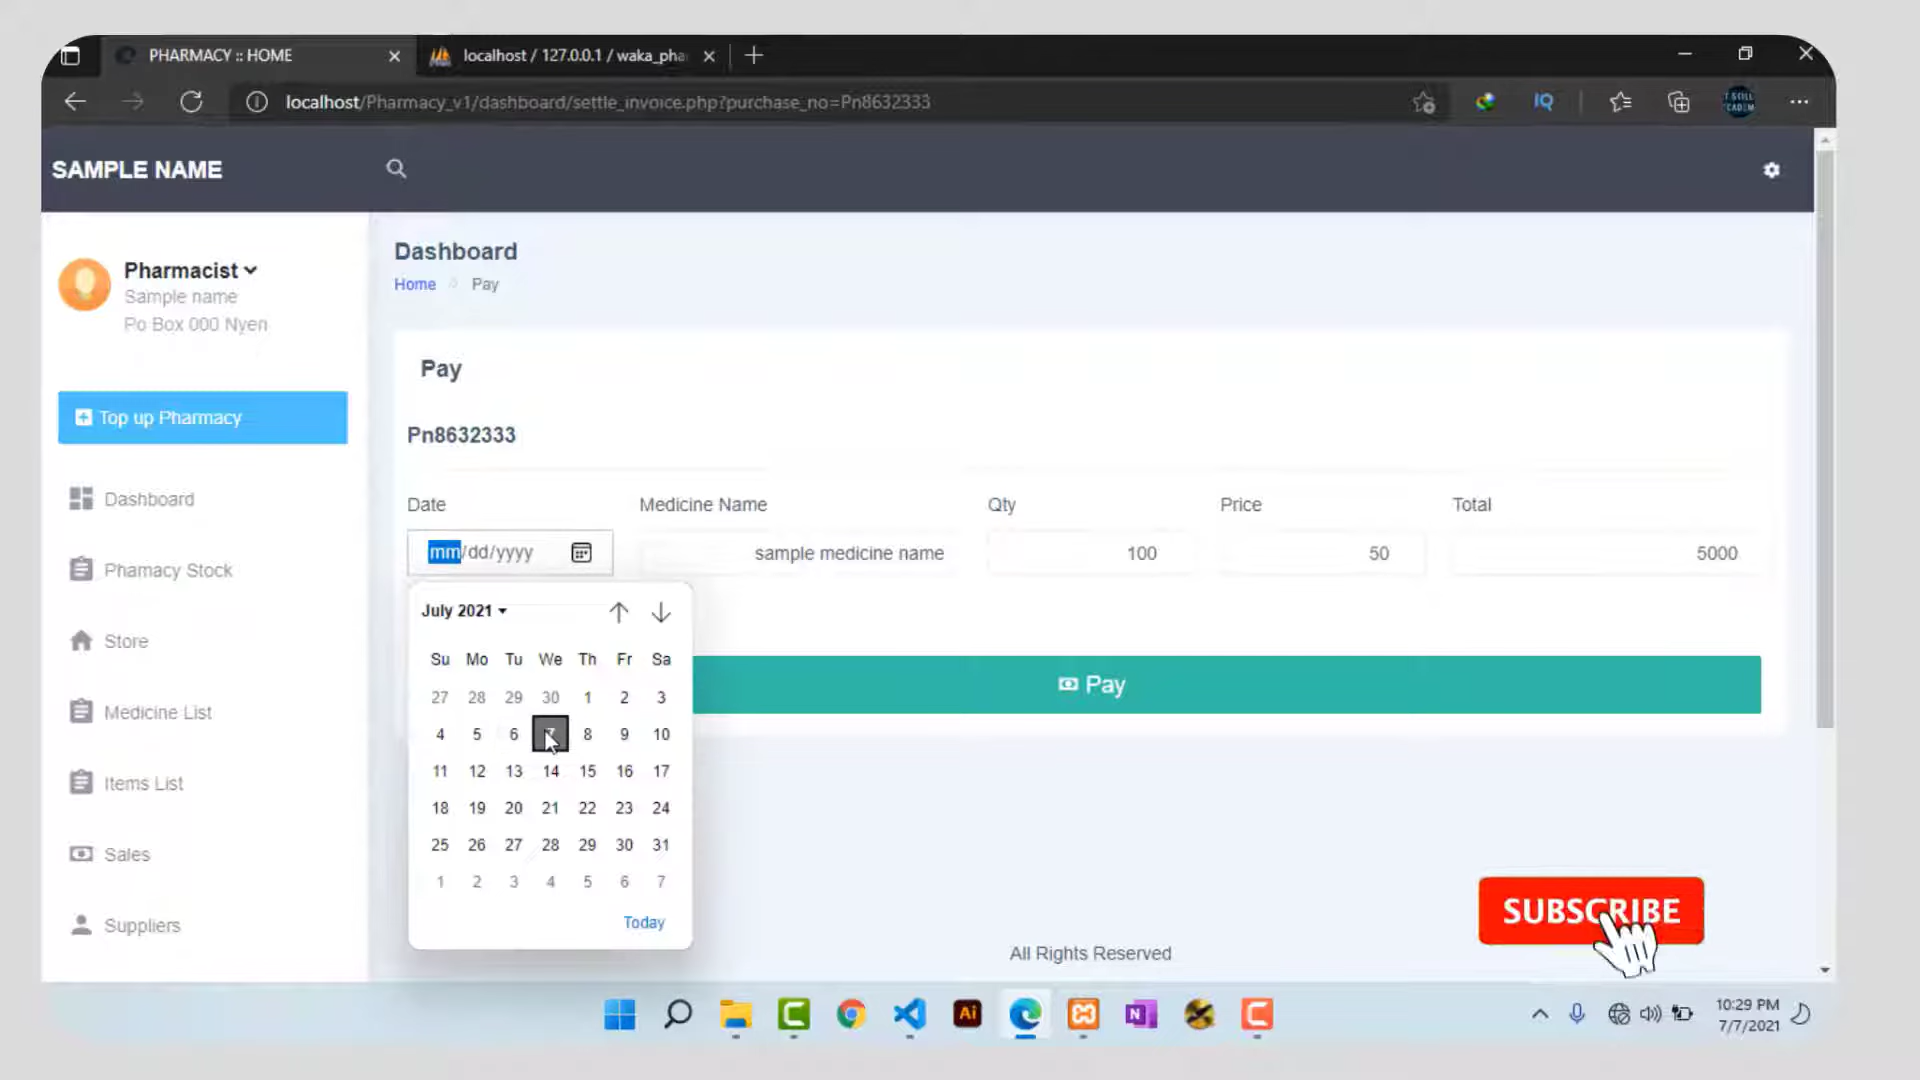 PHARMACY :: HOME
localhost / 127.0.0.1 / waka_pha
localhost/Pharmacy_v1/dashboard/settle_invoice.php?purchase_no=Pn8632333
IQ
SAMPLE NAME
Pharmacist
Sample name
Po Box 000 Nyen
Top up Pharmacy
Dashboard
Phamacy Stock
Store
Medicine List
Items List
Sales
Suppliers
Dashboard
Home Pay
Pay
Pn8632333
Date Medicine Name Qty Price Total
mm/dd/yyyy sample medicine name 100 50 5000
July 2021
Su Mo Tu We Th Fr Sa
27 28 29 30 1 2 3
4 5 6 7 8 9 10
11 12 13 14 15 16 17
18 19 20 21 22 23 24
25 26 27 28 29 30 31
1 2 3 4 5 6 7
Today
Pay
SUBSCRIBE
All Rights Reserved
Ai
N
10:29 PM
7/7/2021